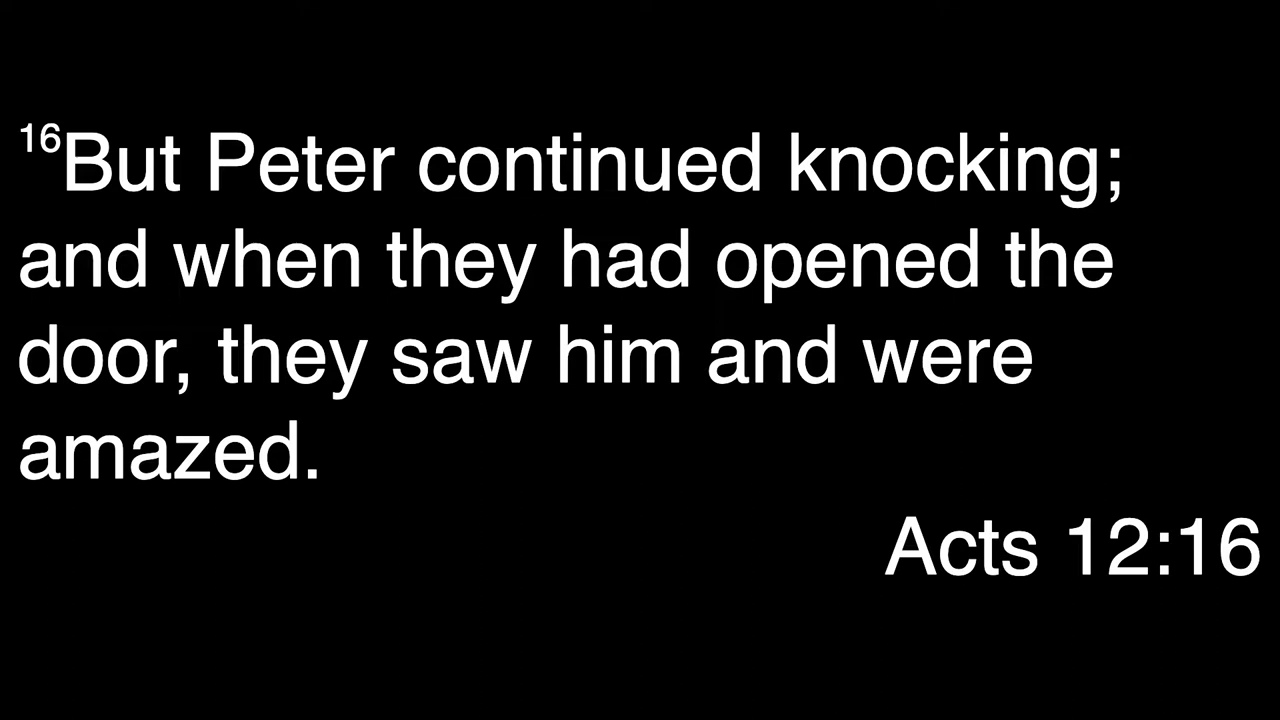 16But Peter continued knocking;
and when they had opened the
door, they saw him and were
amazed.
Acts 12:16